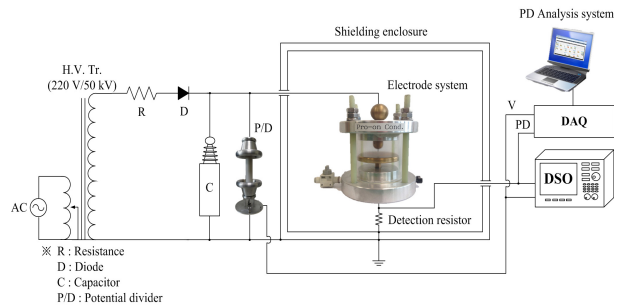 PD Analysis system
Shielding enclosure
H.V. Tr.
(220 V/50 kV)
Electrode system
R
D
P/D
V
PD
DAQ
Pro-on Cond.
C
DSO
AC
Detection resistor
※ R : Resistance
D : Diode
C : Capacitor
P/D : Potential divider